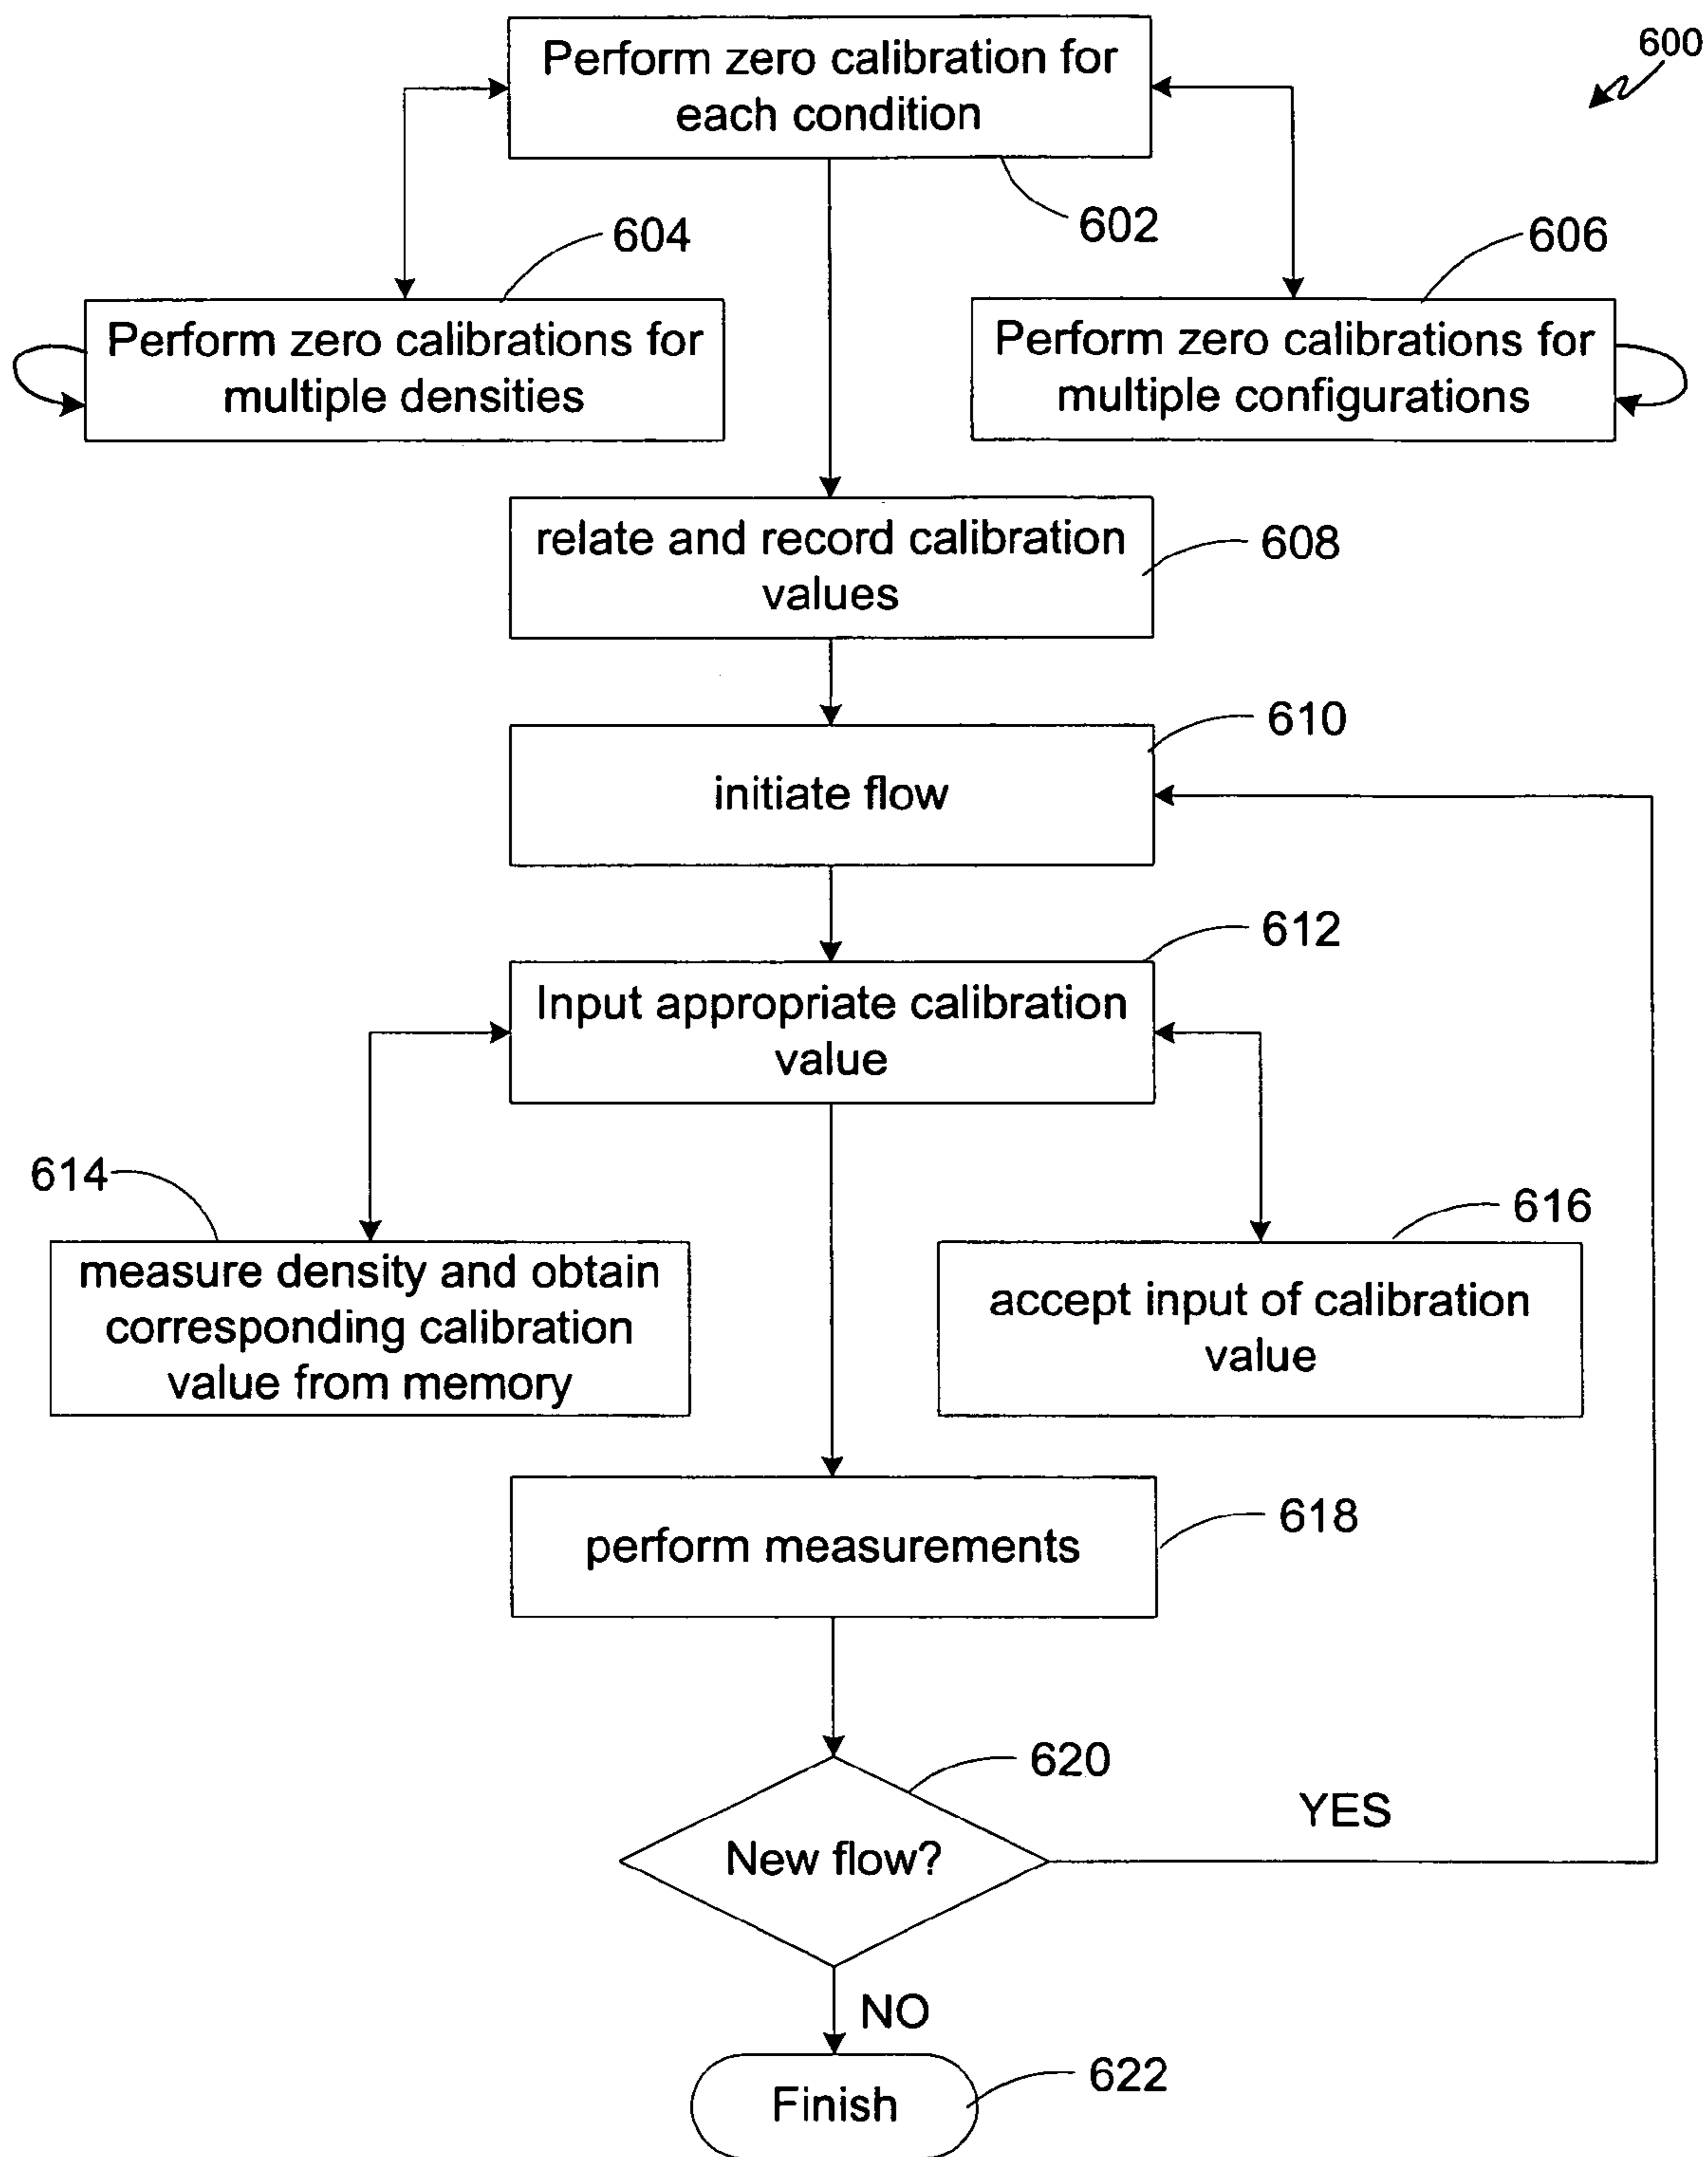 600
Perform zero calibration for
each condition
602
604
606
Perform zero calibrations for
multiple densities
Perform zero calibrations for
multiple configurations
relate and record calibration
values
608
610
initiate flow
612
Input appropriate calibration
value
614
616
measure density and obtain
corresponding calibration
value from memory
accept input of calibration
value
perform measurements
618
620
YES
New flow?
NO
Finish
622